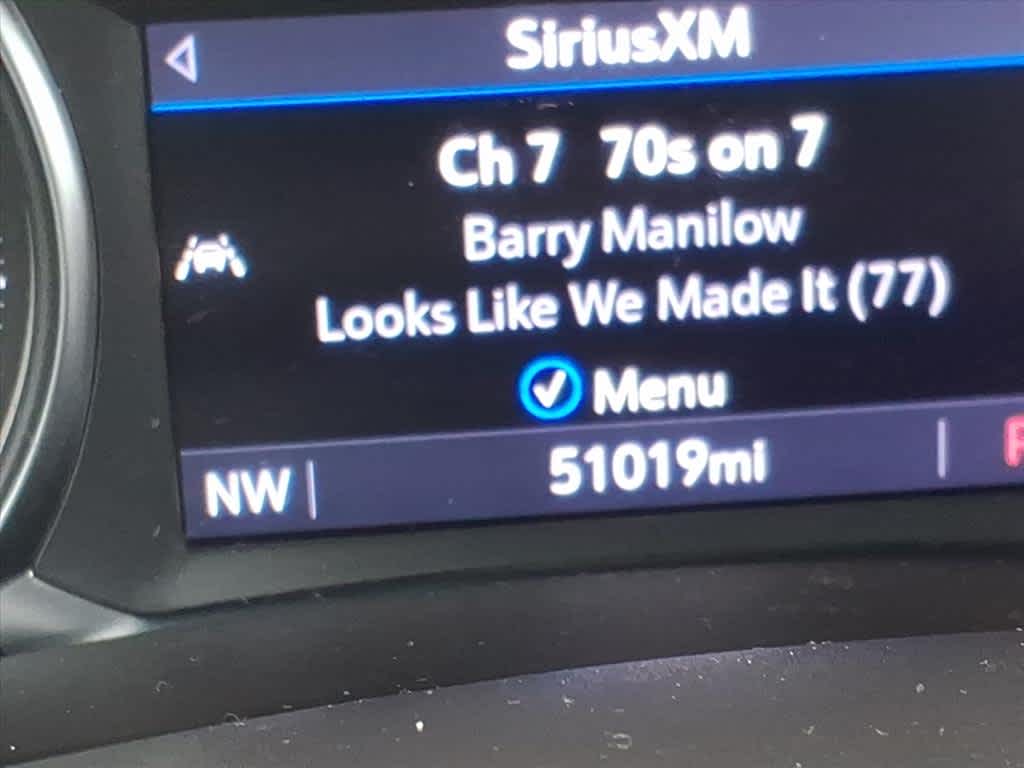 SiriusXM
Ch 7 70s on 7
Barry Manilow
Looks Like We Made It (77)
Menu
NW 51019mi